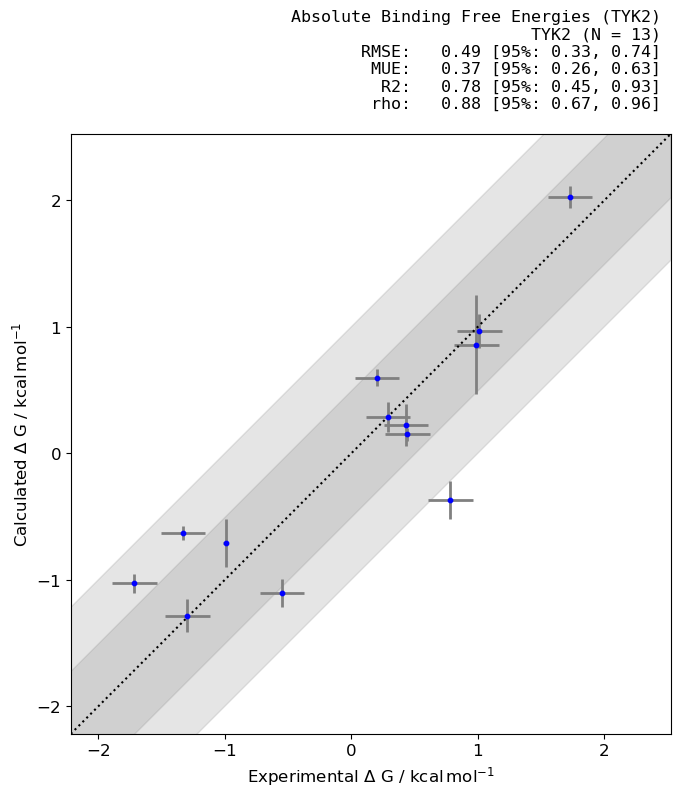 Absolute Binding Free Energies (TYK2)
TYK2 (N = 13)
RMSE:   0.49 [95%: 0.33, 0.74]
MUE:   0.37 [95%: 0.26, 0.63]
R2:   0.78 [95%: 0.45, 0.93]
rho:   0.88 [95%: 0.67, 0.96]
Calculated Δ G / kcal mol⁻¹
2
1
0
−1
−2
−2 −1 0 1 2
Experimental Δ G / kcal mol⁻¹